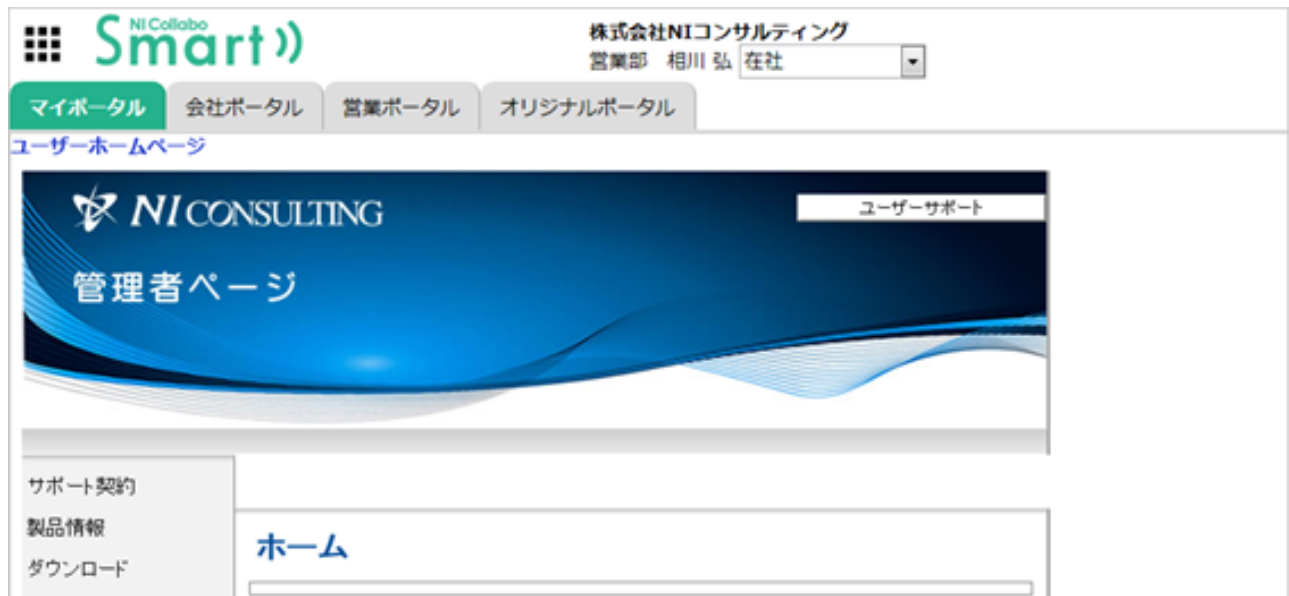 NI Collabo
Smart
株式会社NIコンサルティング
営業部 相川 弘 在社
マイポータル 会社ポータル 営業ポータル オリジナルポータル
ユーザーホームページ
NI CONSULTING
ユーザーサポート
管理者ページ
サポート契約
製品情報
ホーム
ダウンロード